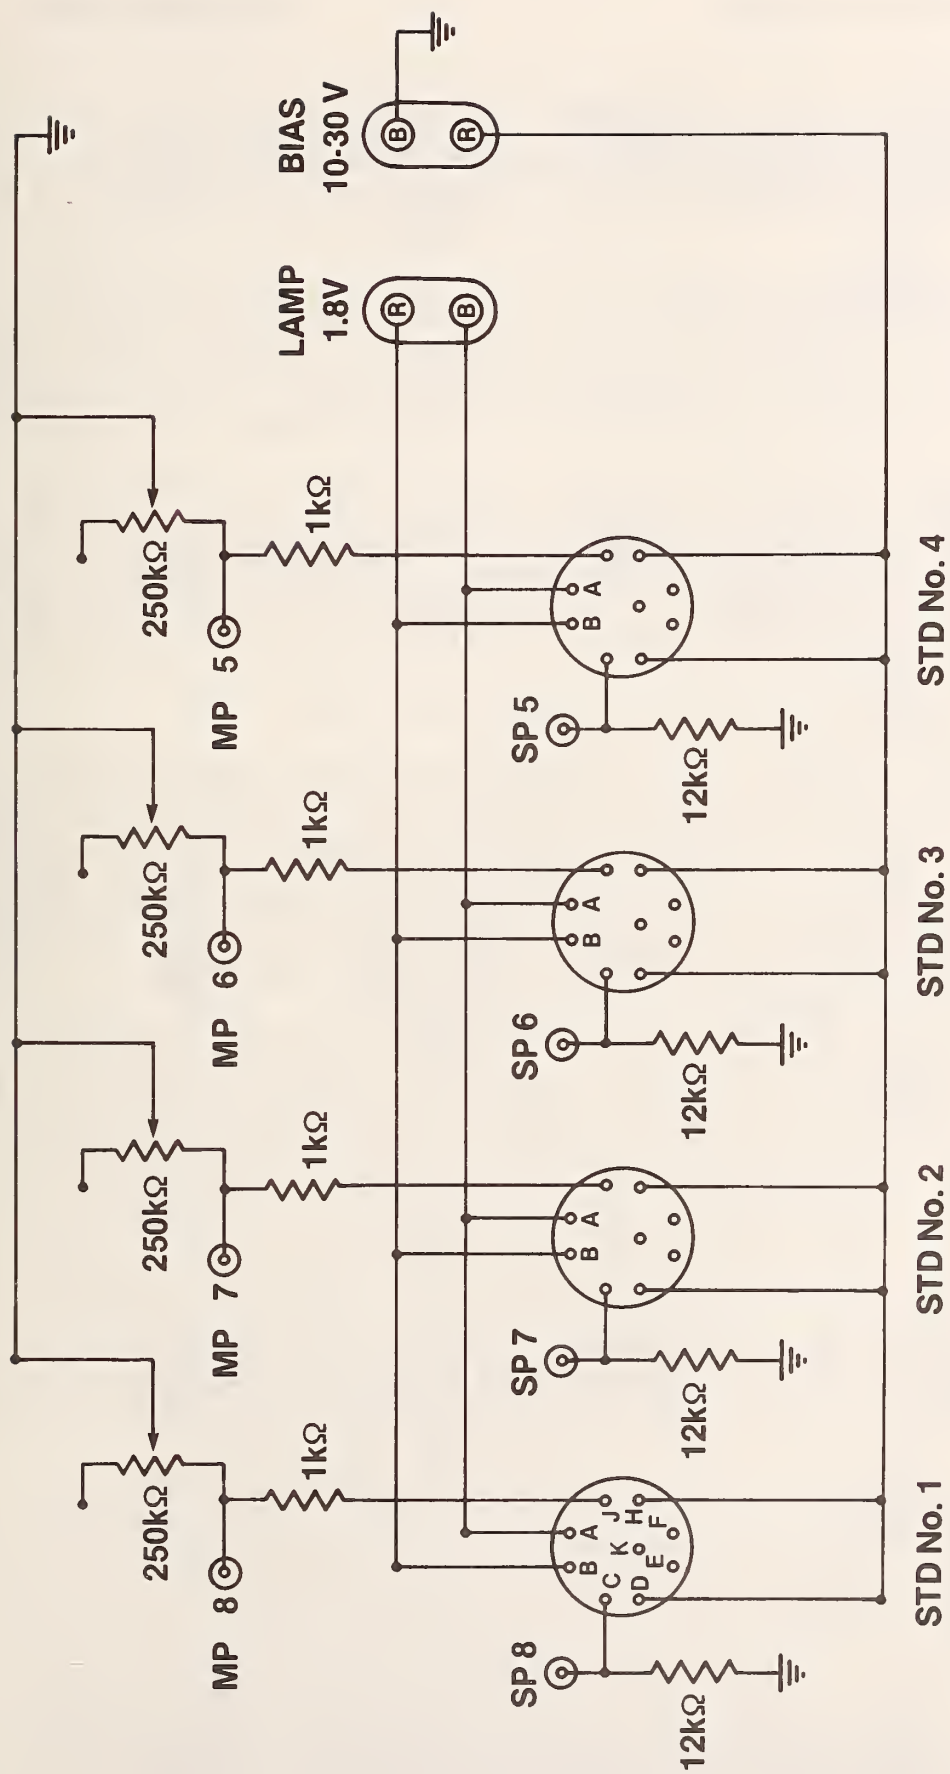 250kΩ 250kΩ 250kΩ 250kΩ
MP 8 MP 7 MP 6 MP 5
LAMP BIAS
1kΩ 1kΩ 1kΩ 1kΩ
1.8V 10-30 V
R B
B R
SP 8 SP 7 SP 6 SP 5
B A B A B A B A
C K J
D H
E F
12kΩ 12kΩ 12kΩ 12kΩ
STD No. 1 STD No. 2 STD No. 3 STD No. 4